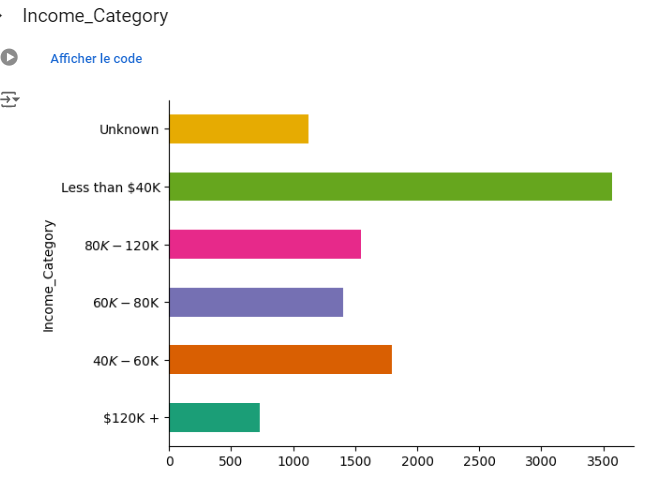 Income_Category
Afficher le code
Unknown
Less than $40K
80K − 120K
60K − 80K
40K − 60K
$120K +
Income_Category
0 500 1000 1500 2000 2500 3000 3500